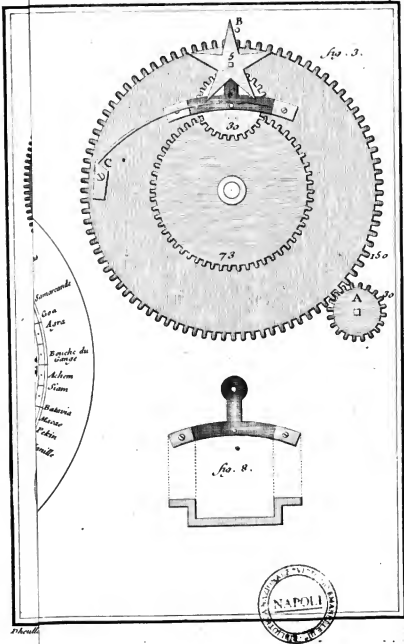 B
fig. 3.
5
30
C
73
150
A
30
Samarcande
Goa
Agra
Bouche du
Gange
Achem
Siam
Batavia
Macao
Pekin
fig. 8.
NAPOLI